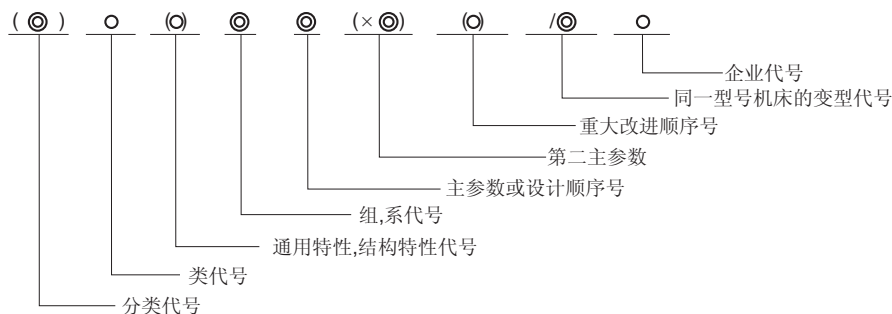 (◎) ○ (○) ◎ ◎ (×◎) (○) /◎ ○
企业代号
同一型号机床的变型代号
重大改进顺序号
第二主参数
主参数或设计顺序号
组,系代号
通用特性,结构特性代号
类代号
分类代号